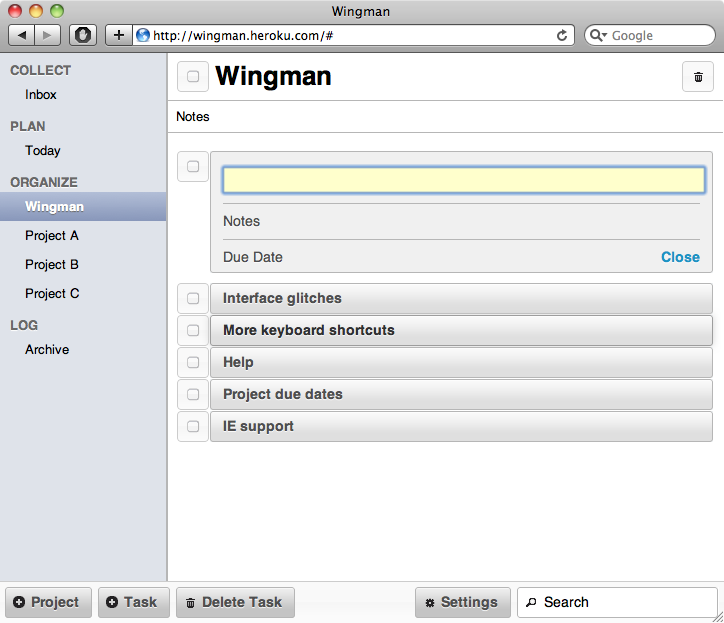 Wingman
http://wingman.heroku.com/#
Google
COLLECT
Inbox
PLAN
Today
ORGANIZE
Wingman
Project A
Project B
Project C
LOG
Archive
Wingman
Notes
Notes
Due Date Close
Interface glitches
More keyboard shortcuts
Help
Project due dates
IE support
Project Task Delete Task Settings Search